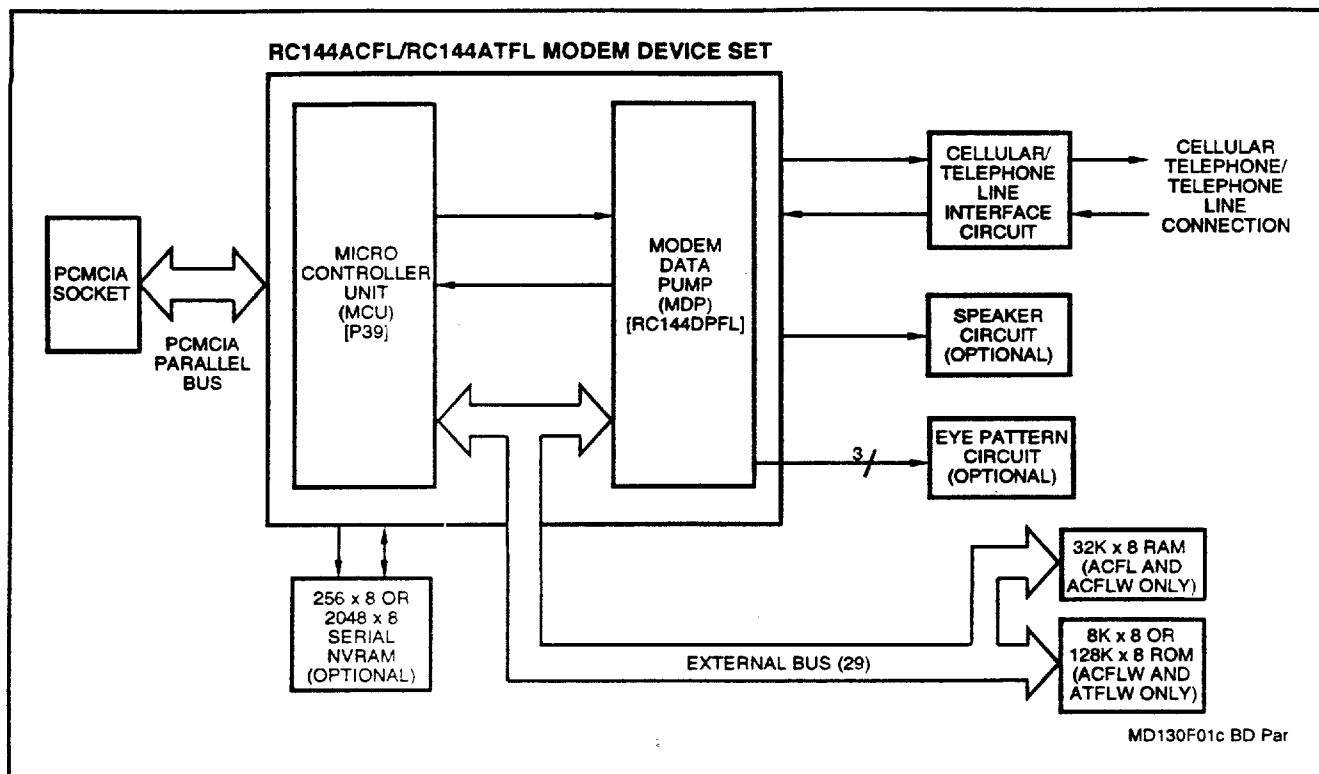 RC144ACFL/RC144ATFL MODEM DEVICE SET
PCMCIA
SOCKET
PCMCIA
PARALLEL
BUS
MICRO
CONTROLLER
UNIT
(MCU)
[P39]
MODEM
DATA
PUMP
(MDP)
[RC144DPFL]
CELLULAR/
TELEPHONE
LINE
INTERFACE
CIRCUIT
CELLULAR
TELEPHONE/
TELEPHONE
LINE
CONNECTION
SPEAKER
CIRCUIT
(OPTIONAL)
3
EYE PATTERN
CIRCUIT
(OPTIONAL)
256 x 8 OR
2048 x 8
SERIAL
NVRAM
(OPTIONAL)
EXTERNAL BUS (29)
32K x 8 RAM
(ACFL AND
ACFLW ONLY)
8K x 8 OR
128K x 8 ROM
(ACFLW AND
ATFLW ONLY)
MD130F01c BD Par